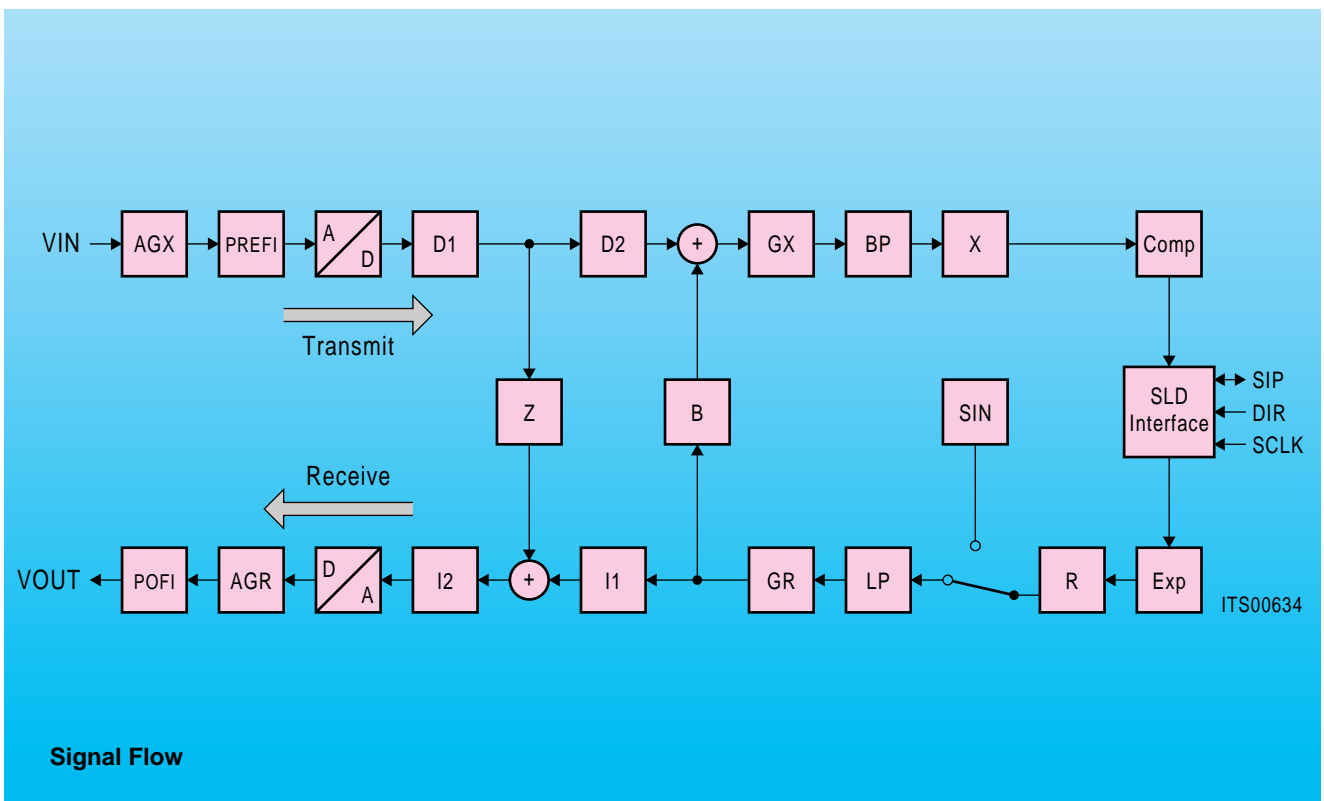 VIN AGX PREFI A D D1 D2 + GX BP X Comp
Transmit
Z B SIN SLD Interface SIP
DIR
SCLK
Receive
VOUT POFI AGR D A I2 + I1 GR LP R Exp
ITS00634
Signal Flow